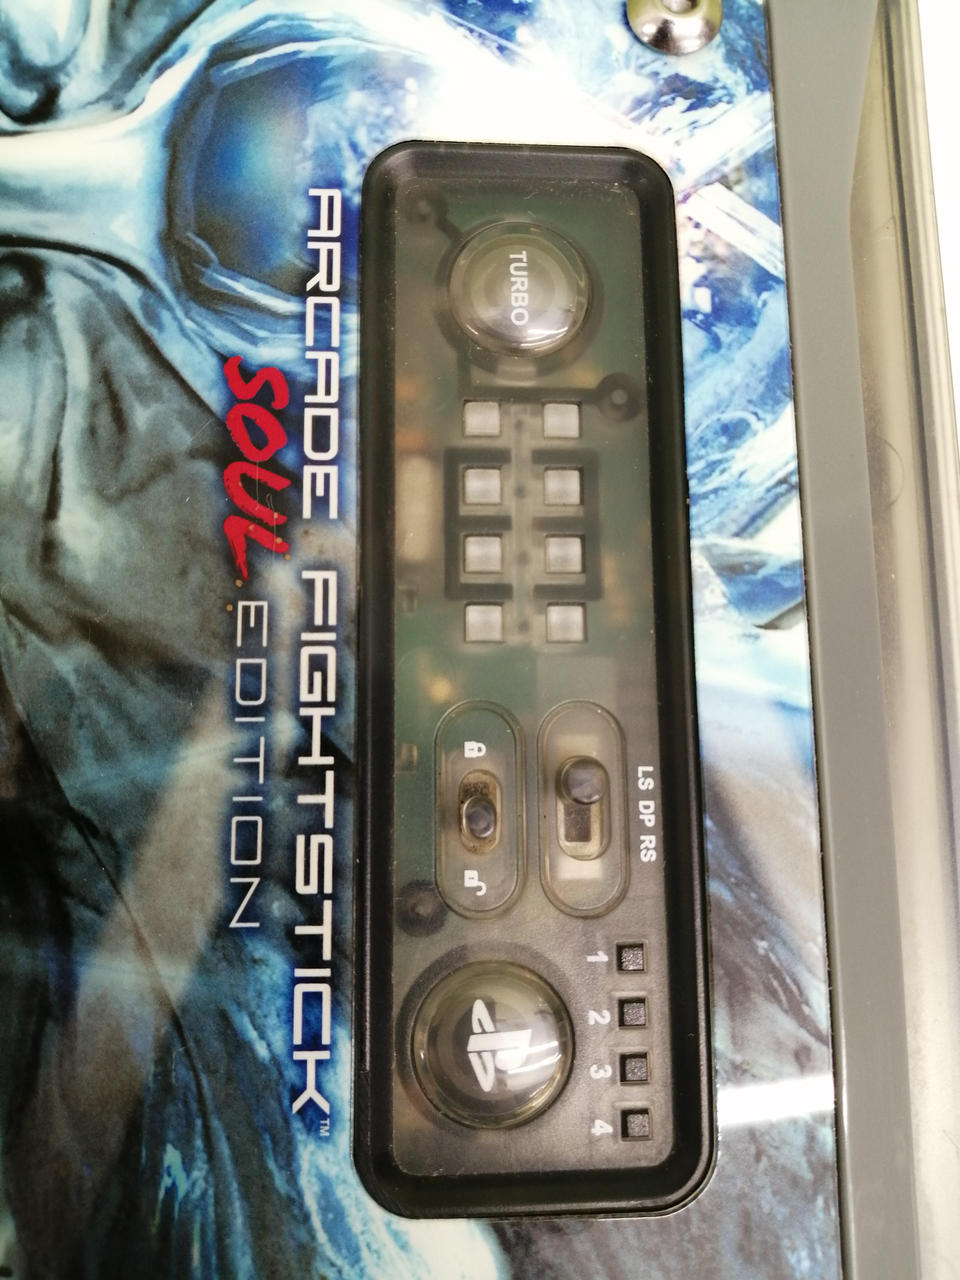 TURBO
LS DP RS
1
2
3
4
ARCADE FIGHTSTICK™
SOUL EDITION